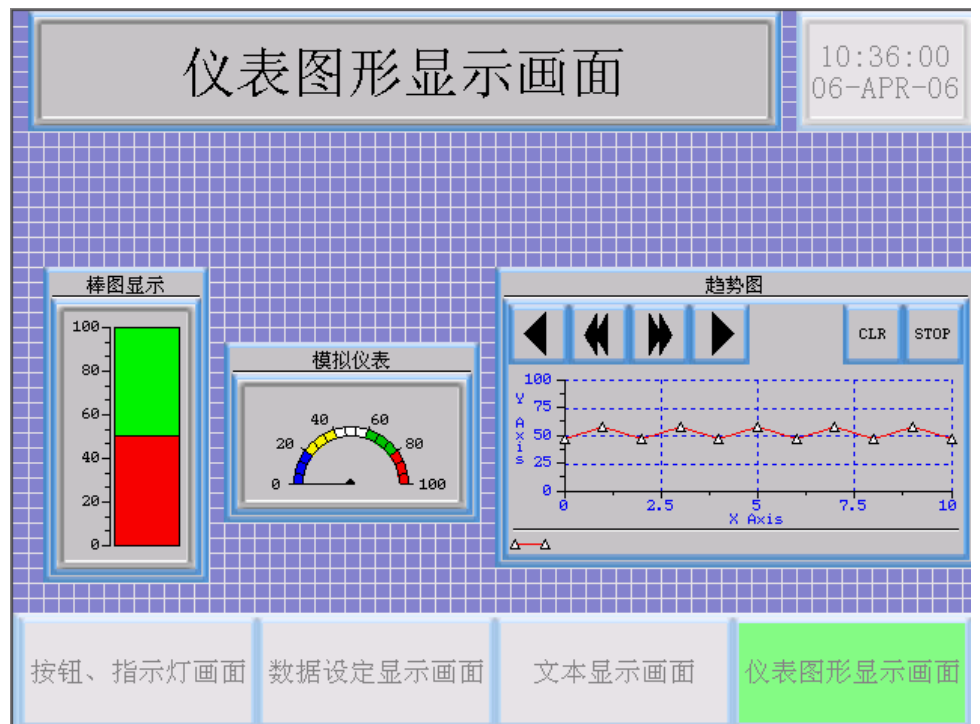 仪表图形显示画面
10:36:00
06-APR-06
棒图显示
100
80
60
40
20
0
模拟仪表
40 60
20 80
0 100
趋势图
CLR STOP
100
75
50
25
0
Y Axis
0 2.5 5 7.5 10
X Axis
按钮、指示灯画面 数据设定显示画面 文本显示画面 仪表图形显示画面